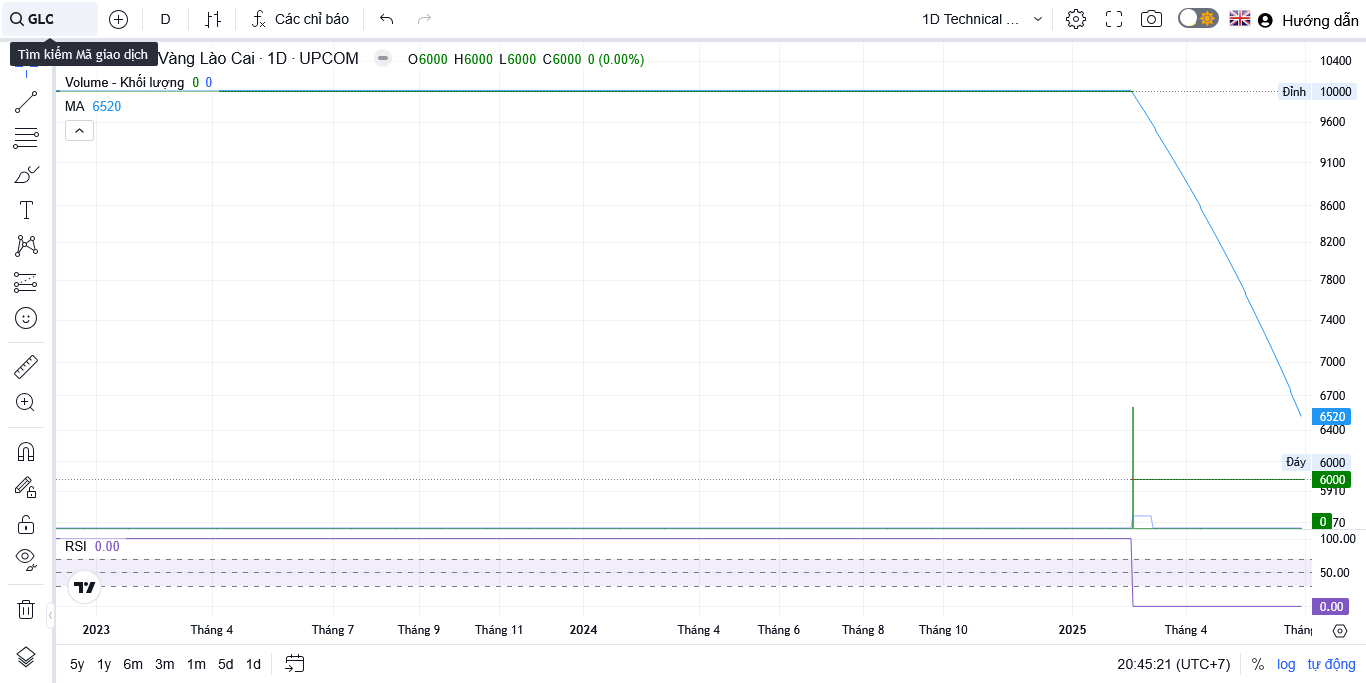 GLC
D
Các chỉ báo
1D Technical ...
Hướng dẫn
Tìm kiếm Mã giao dịch
Vàng Lào Cai · 1D · UPCOM
O6000 H6000 L6000 C6000 0 (0.00%)
Volume - Khối lượng 0 0
MA 6520
10400
Đỉnh 10000
9600
9100
8600
8200
7800
7400
7000
6700
6520
6400
Đáy 6000
6000
5910
0
70
RSI 0.00
100.00
50.00
0.00
2023 Tháng 4 Tháng 7 Tháng 9 Tháng 11 2024 Tháng 4 Tháng 6 Tháng 8 Tháng 10 2025 Tháng 4 Tháng
5y 1y 6m 3m 1m 5d 1d
20:45:21 (UTC+7) % log tự động